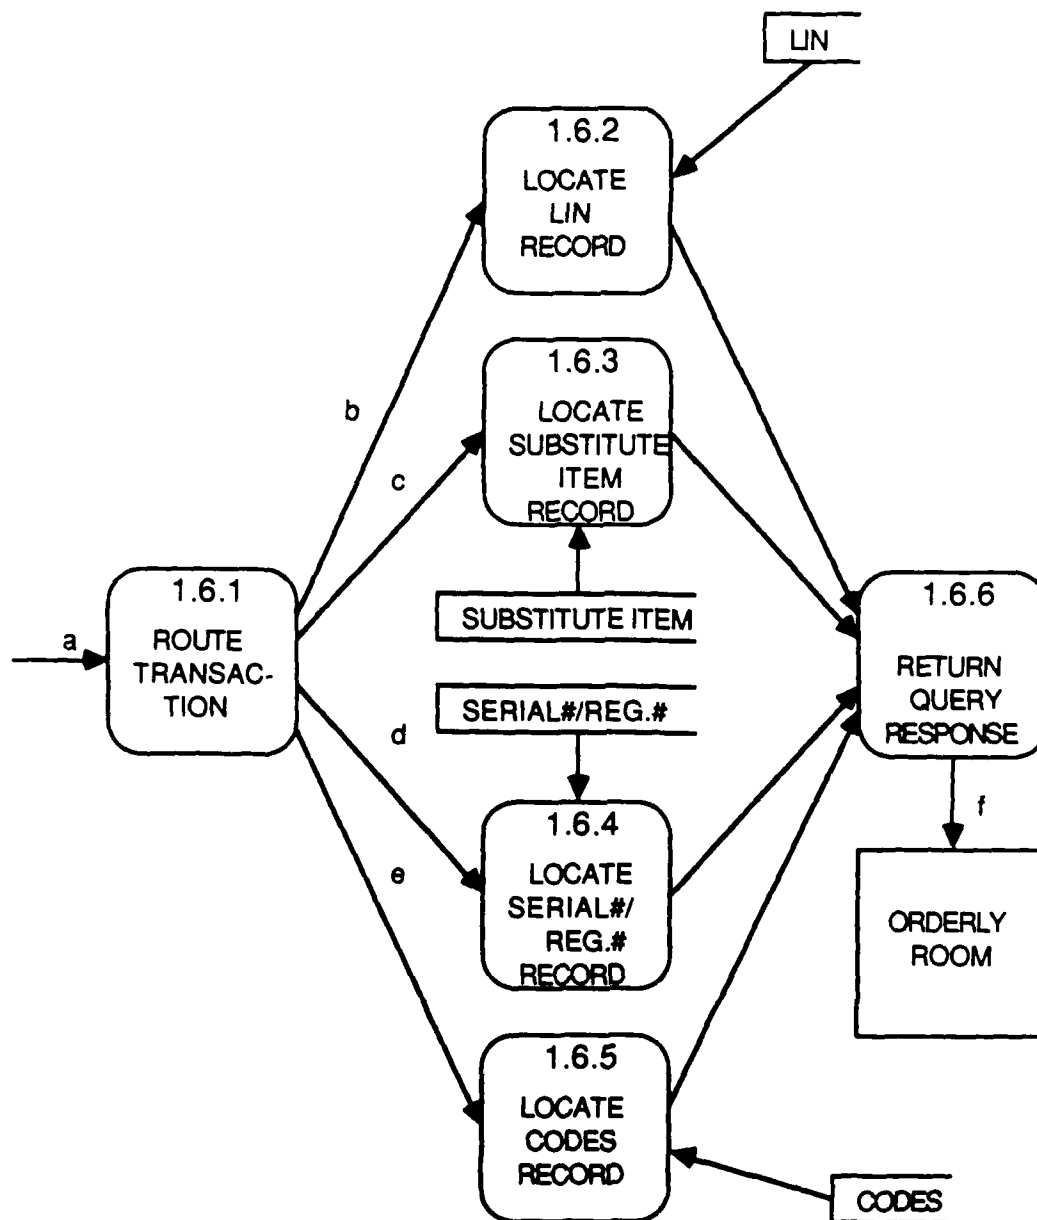 LIN
1.6.2
LOCATE
LIN
RECORD
b
1.6.3
LOCATE
SUBSTITUTE
ITEM
RECORD
c
1.6.1
ROUTE
TRANSAC-
TION
a
SUBSTITUTE ITEM
SERIAL#/REG.#
1.6.6
RETURN
QUERY
RESPONSE
d
1.6.4
LOCATE
SERIAL#/
REG.#
RECORD
e
f
ORDERLY
ROOM
1.6.5
LOCATE
CODES
RECORD
CODES